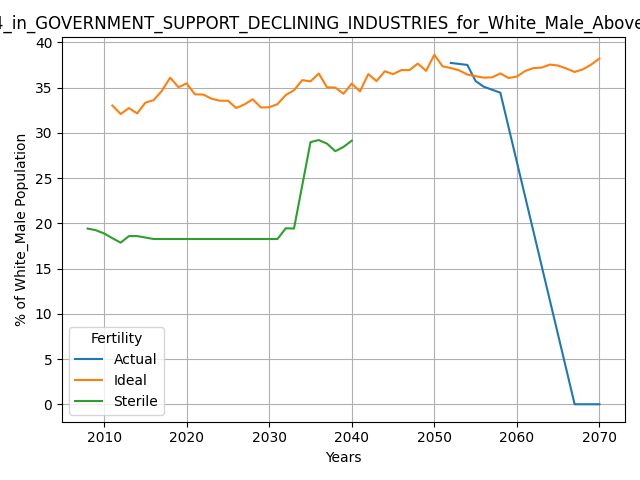 _in_GOVERNMENT_SUPPORT_DECLINING_INDUSTRIES_for_White_Male_Above
40
35
30
25
20
15
10
5
0
% of White_Male Population
Fertility
Actual
Ideal
Sterile
2010 2020 2030 2040 2050 2060 2070
Years